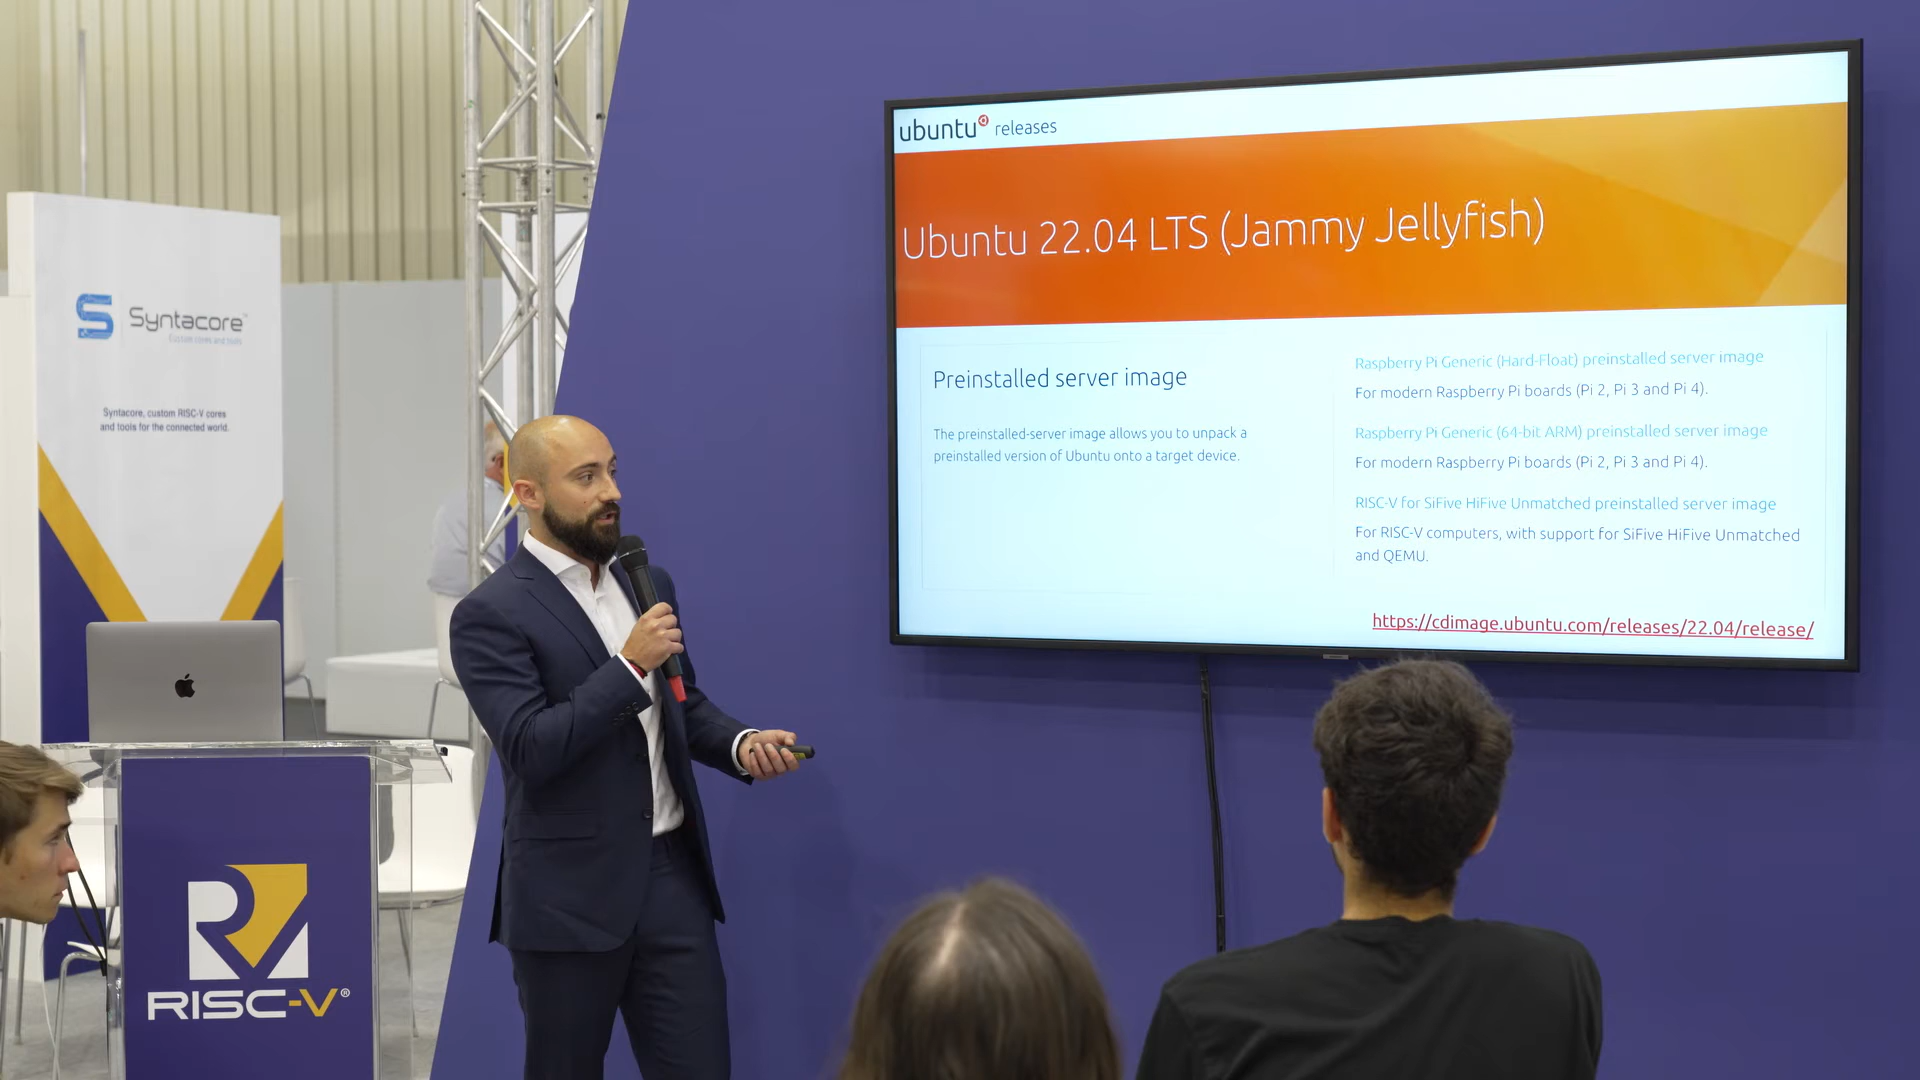 Syntacore™
Custom cores and tools
Syntacore, custom RISC-V cores
and tools for the connected world.
RISC-V®
ubuntu releases
Ubuntu 22.04 LTS (Jammy Jellyfish)
Preinstalled server image
The preinstalled-server image allows you to unpack a
preinstalled version of Ubuntu onto a target device.
Raspberry Pi Generic (Hard-Float) preinstalled server image
For modern Raspberry Pi boards (Pi 2, Pi 3 and Pi 4).
Raspberry Pi Generic (64-bit ARM) preinstalled server image
For modern Raspberry Pi boards (Pi 2, Pi 3 and Pi 4).
RISC-V for SiFive HiFive Unmatched preinstalled server image
For RISC-V computers, with support for SiFive HiFive Unmatched
and QEMU.
https://cdimage.ubuntu.com/releases/22.04/release/